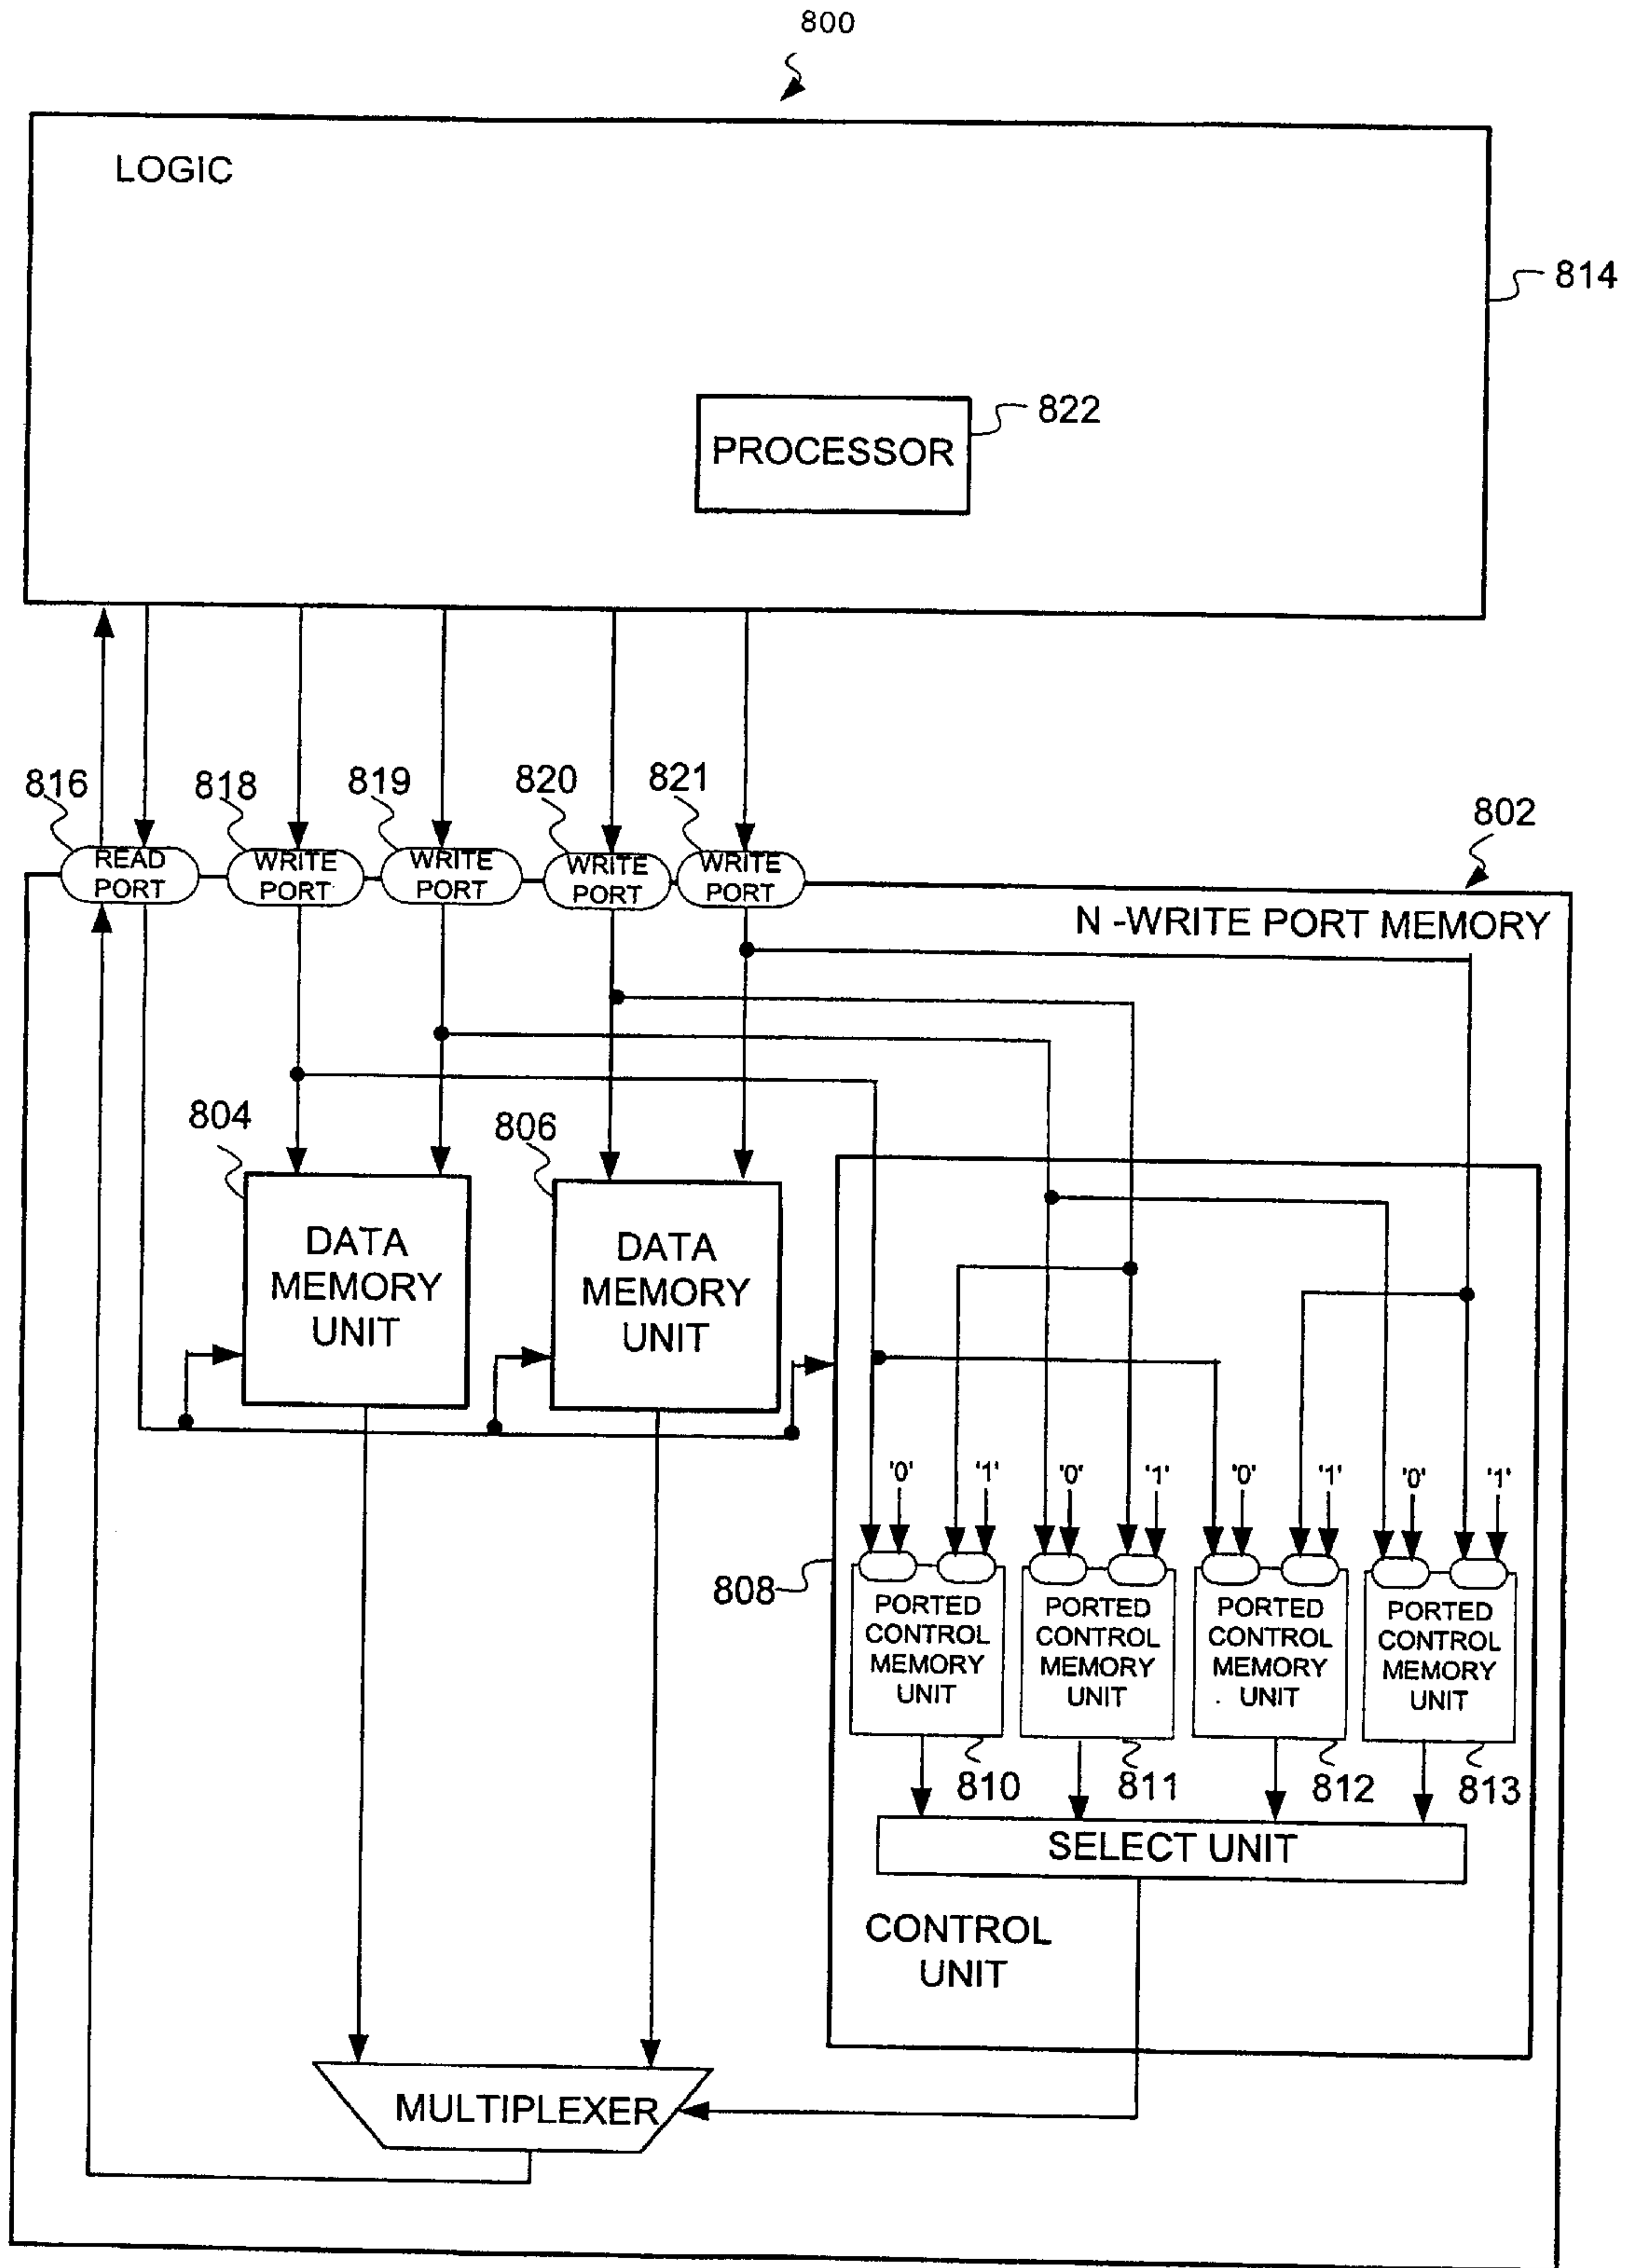 800
LOGIC
814
822
PROCESSOR
816
818
819
820
821
802
READ
PORT
WRITE
PORT
WRITE
PORT
WRITE
PORT
WRITE
PORT
N -WRITE PORT MEMORY
804
806
DATA
MEMORY
UNIT
DATA
MEMORY
UNIT
'0'
'1'
'0'
'1'
'0'
'1'
'0'
'1'
808
PORTED
CONTROL
MEMORY
UNIT
PORTED
CONTROL
MEMORY
UNIT
PORTED
CONTROL
MEMORY
UNIT
PORTED
CONTROL
MEMORY
UNIT
810
811
812
813
SELECT UNIT
CONTROL
UNIT
MULTIPLEXER